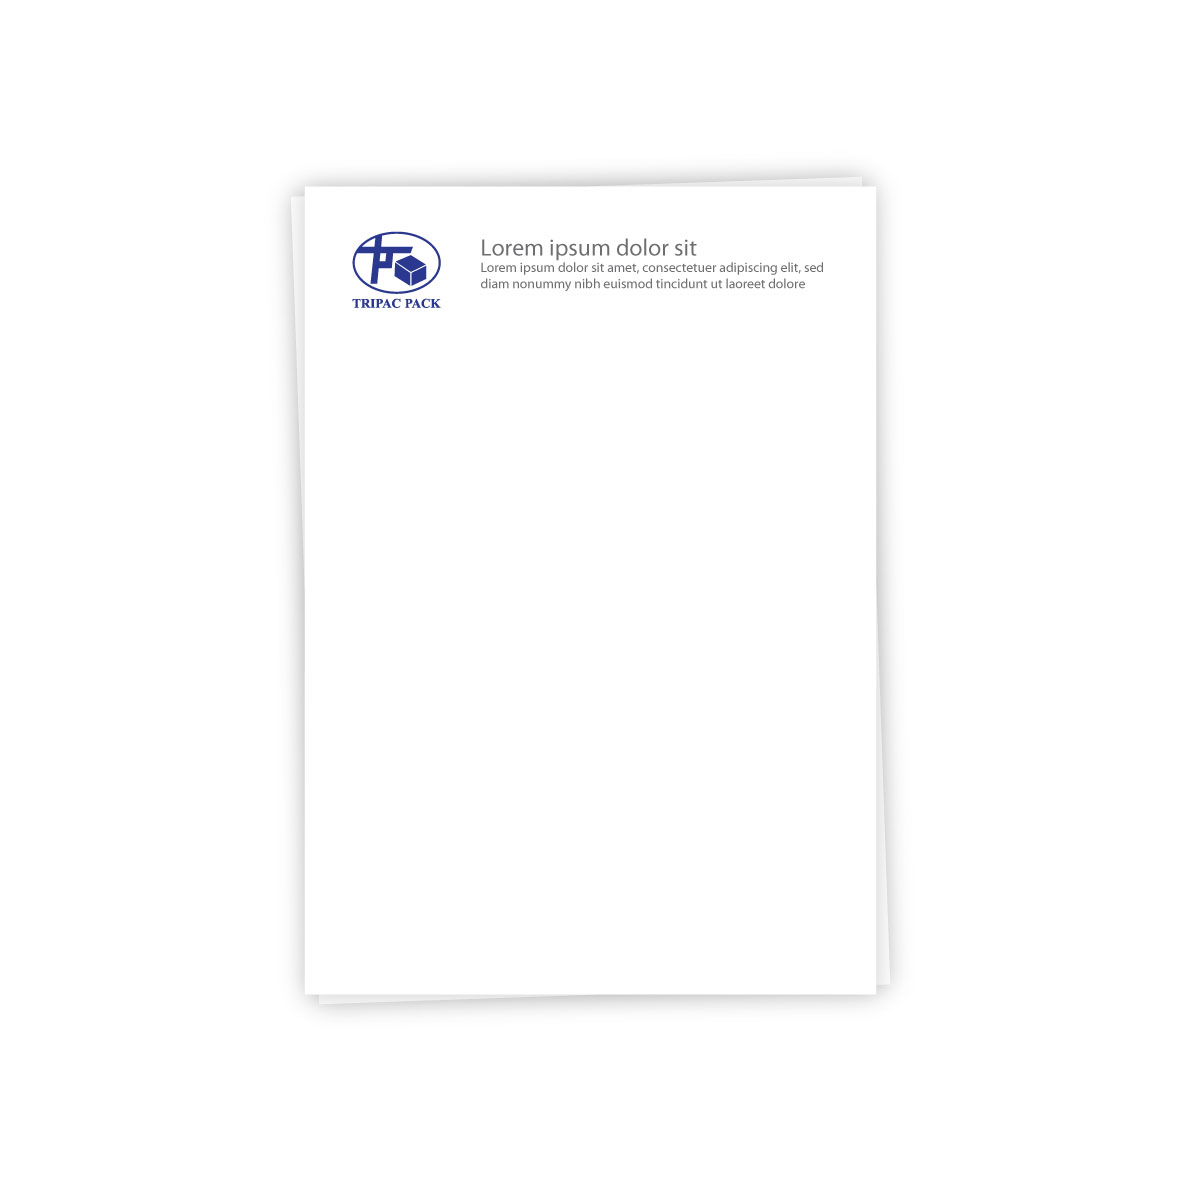 TRIPAC PACK
Lorem ipsum dolor sit
Lorem ipsum dolor sit amet, consectetuer adipiscing elit, sed
diam nonummy nibh euismod tincidunt ut laoreet dolore